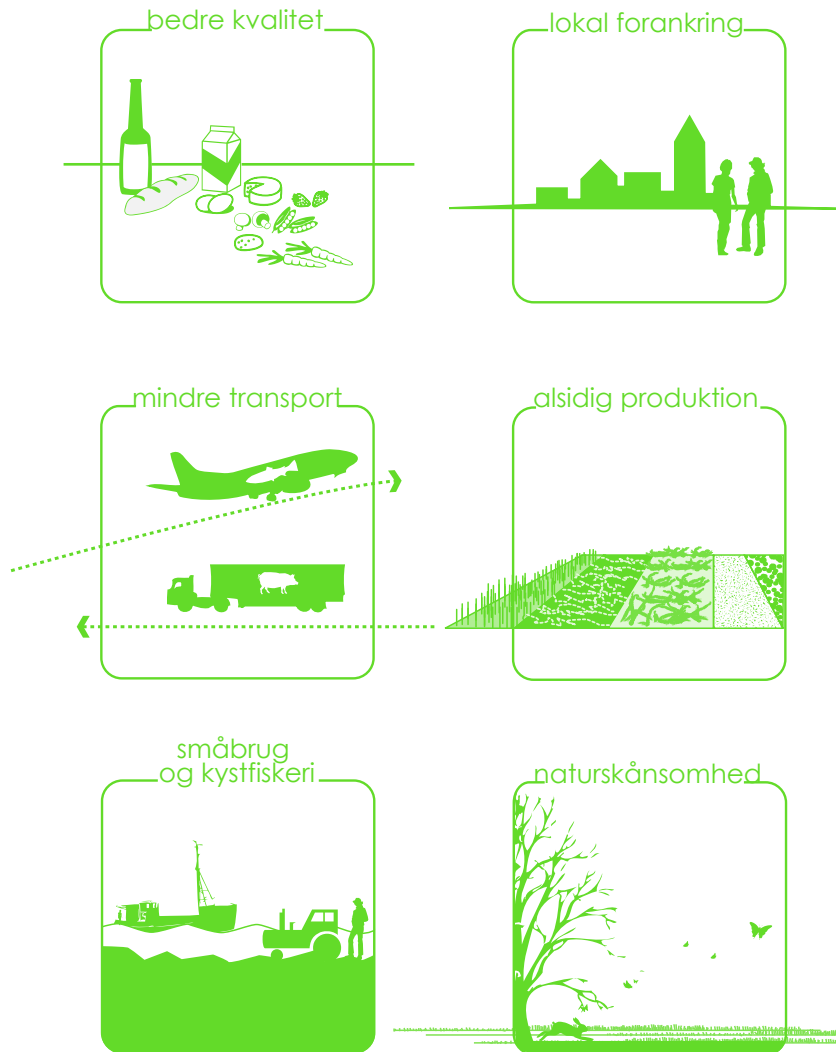 bedre kvalitet
lokal forankring
mindre transport
alsidig produktion
småbrug
og kystfiskeri
naturskånsomhed